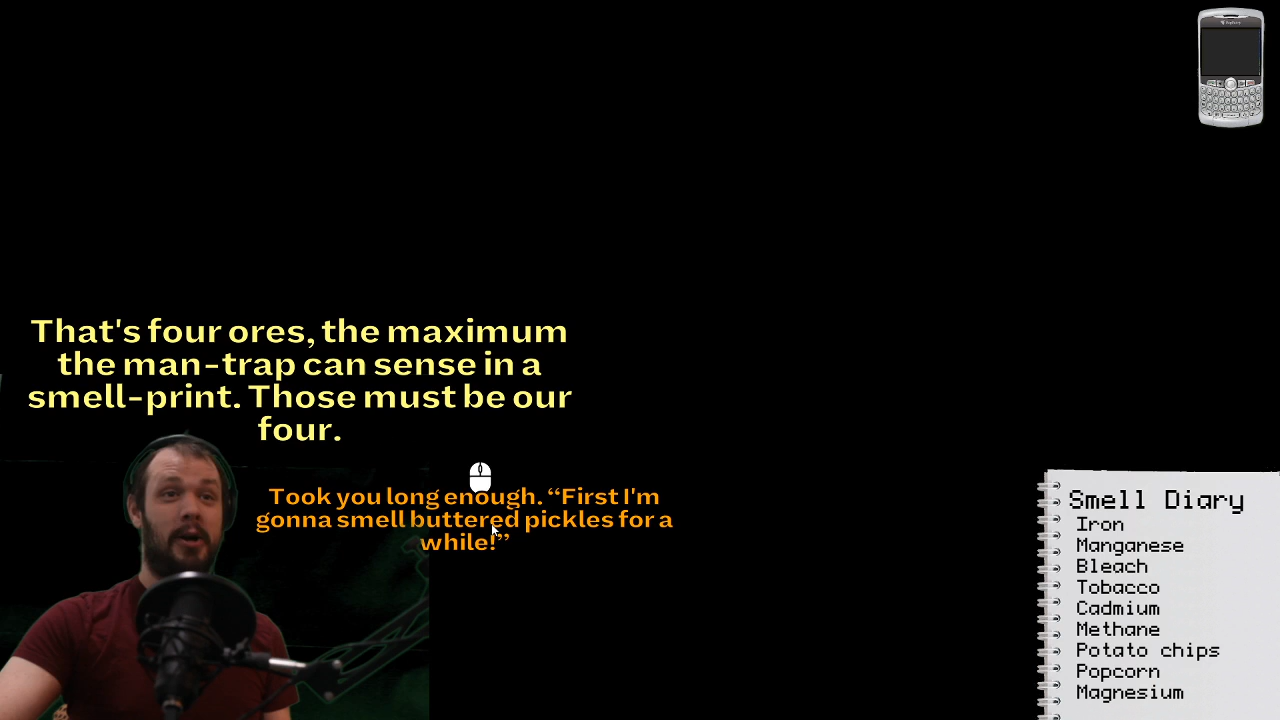 That's four ores, the maximum
the man-trap can sense in a
smell-print. Those must be our
four.
Took you long enough. “First I'm
gonna smell buttered pickles for a
while!”
Smell Diary
Iron
Manganese
Bleach
Tobacco
Cadmium
Methane
Potato chips
Popcorn
Magnesium